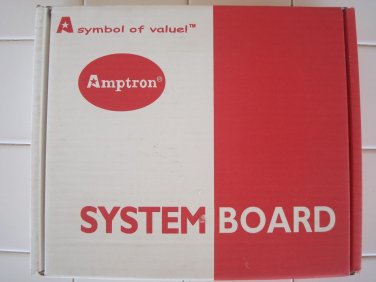 A symbol of value!™
Amptron®
SYSTEM BOARD